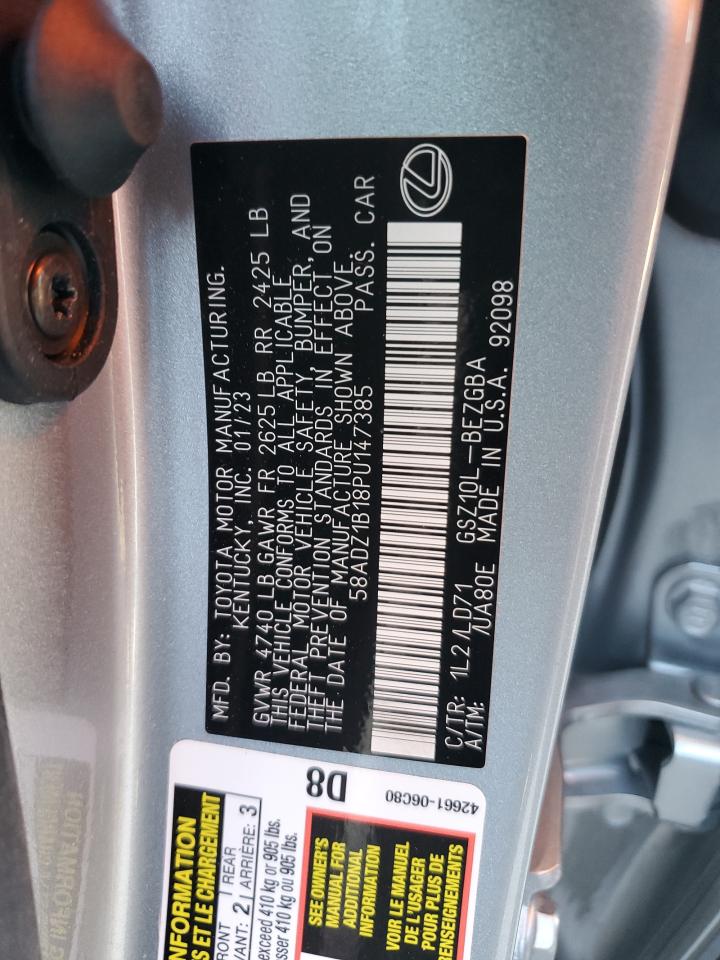 MFD. BY: TOYOTA MOTOR MANUFACTURING.
KENTUCKY, INC. 01/23
GVWR 4740 LB GAWR FR 2625 LB RR 2425 LB
THIS VEHICLE CONFORMS TO ALL APPLICABLE
FEDERAL MOTOR VEHICLE SAFETY, BUMPER, AND
THEFT PREVENTION STANDARDS IN EFFECT ON
THE DATE OF MANUFACTURE SHOWN ABOVE.
58ADZ1B18PU147385 PASS. CAR
C/TR: 1L2/LD71 GSZ10L-BEZGBA
A/TM: /UA80E MADE IN U.S.A. 92098
D8
42661-06C80
INFORMATION
S ET LE CHARGEMENT
FRONT | REAR
VANT: 2 | ARRIÈRE: 3
exceed 410 kg or 905 lbs.
sser 410 kg ou 905 lbs.
SEE OWNER'S
MANUAL FOR
ADDITIONAL
INFORMATION
VOIR LE MANUEL
DE L'USAGER
POUR PLUS DE
RENSEIGNEMENTS